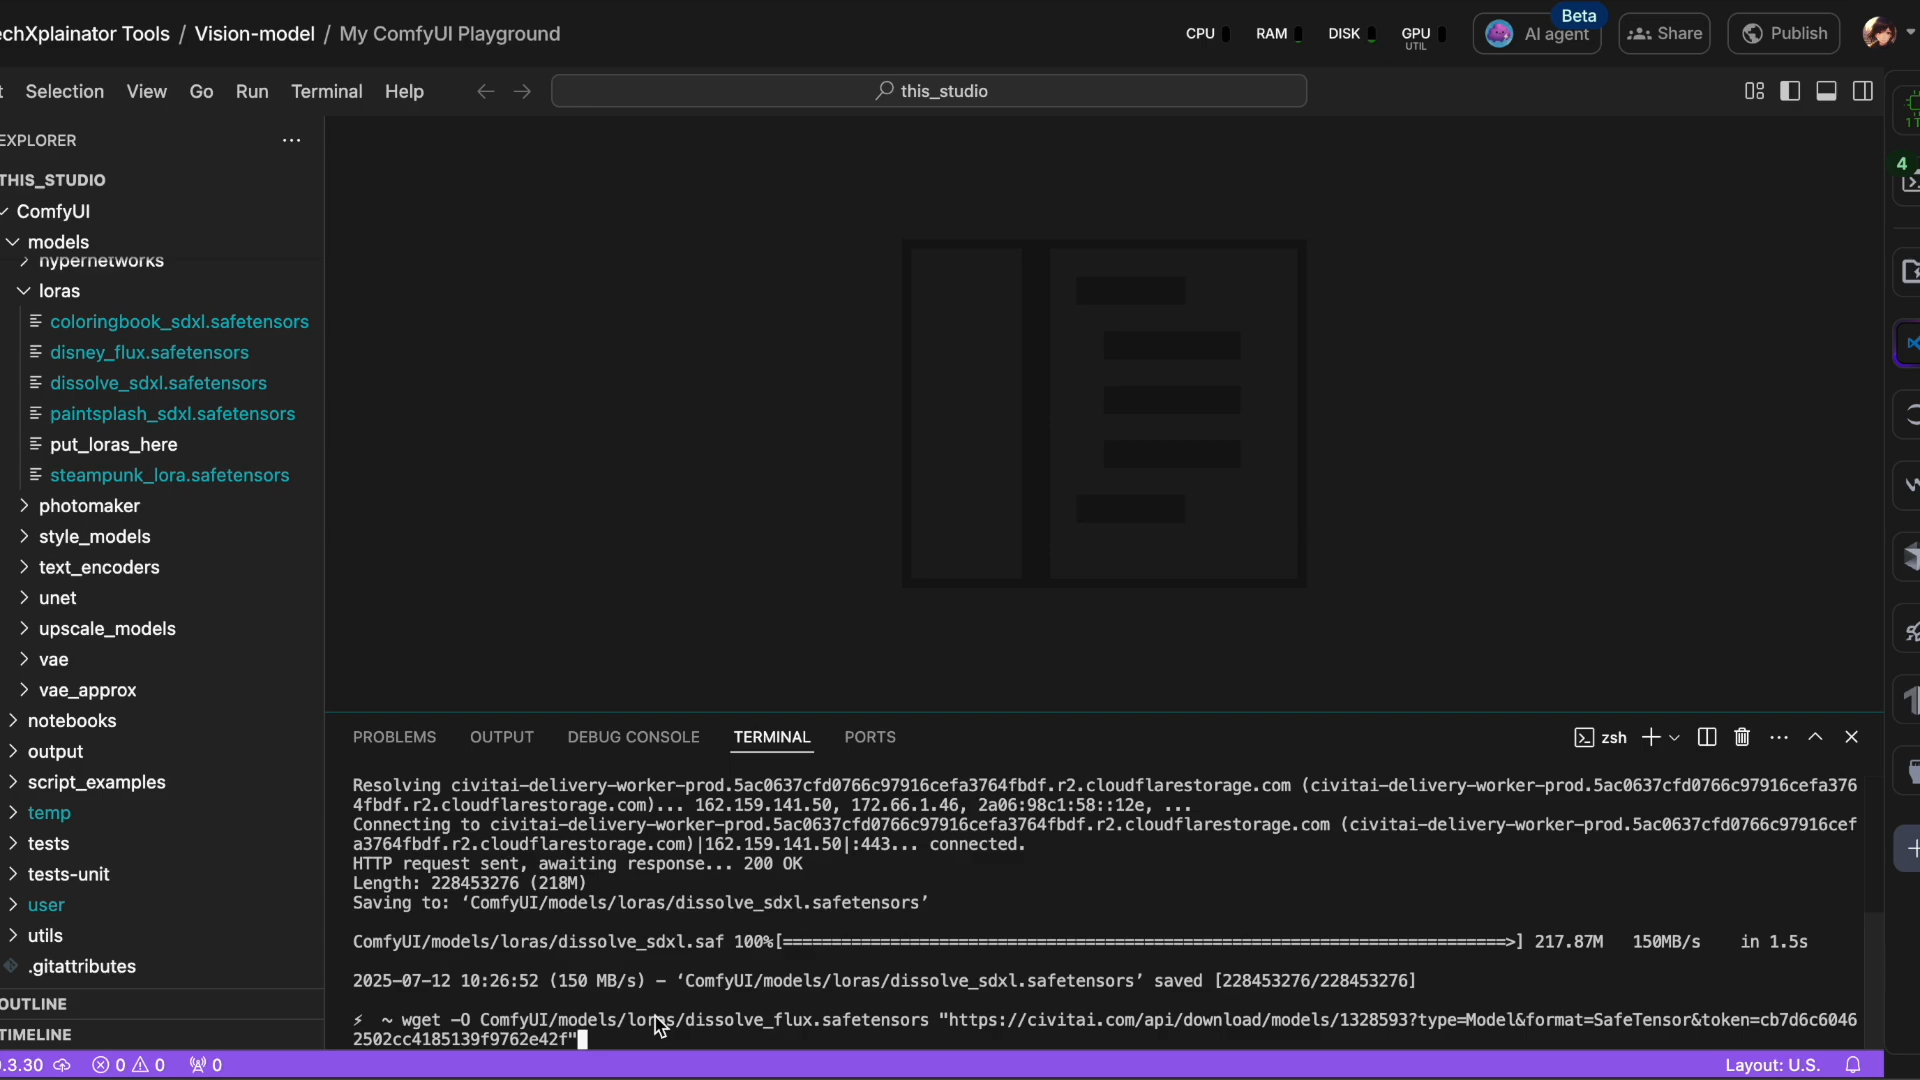 echXplainator Tools / Vision-model / My ComfyUI Playground
CPU RAM DISK GPU UTIL
Beta
AI agent
Share
Publish
t Selection View Go Run Terminal Help
this_studio
EXPLORER
THIS_STUDIO
ComfyUI
models
hypernetworks
loras
coloringbook_sdxl.safetensors
disney_flux.safetensors
dissolve_sdxl.safetensors
paintsplash_sdxl.safetensors
put_loras_here
steampunk_lora.safetensors
photomaker
style_models
text_encoders
unet
upscale_models
vae
vae_approx
notebooks
output
script_examples
temp
tests
tests-unit
user
utils
.gitattributes
OUTLINE
TIMELINE
4
PROBLEMS OUTPUT DEBUG CONSOLE TERMINAL PORTS
zsh
Resolving civitai-delivery-worker-prod.5ac0637cfd0766c97916cefa3764fbdf.r2.cloudflarestorage.com (civitai-delivery-worker-prod.5ac0637cfd0766c97916cefa376
4fbdf.r2.cloudflarestorage.com)... 162.159.141.50, 172.66.1.46, 2a06:98c1:58::12e, ...
Connecting to civitai-delivery-worker-prod.5ac0637cfd0766c97916cefa3764fbdf.r2.cloudflarestorage.com (civitai-delivery-worker-prod.5ac0637cfd0766c97916cef
a3764fbdf.r2.cloudflarestorage.com)|162.159.141.50|:443... connected.
HTTP request sent, awaiting response... 200 OK
Length: 228453276 (218M)
Saving to: ‘ComfyUI/models/loras/dissolve_sdxl.safetensors’
ComfyUI/models/loras/dissolve_sdxl.saf 100%[==========================================================================>] 217.87M 150MB/s in 1.5s
2025-07-12 10:26:52 (150 MB/s) - ‘ComfyUI/models/loras/dissolve_sdxl.safetensors’ saved [228453276/228453276]
⚡ ~ wget -O ComfyUI/models/loras/dissolve_flux.safetensors "https://civitai.com/api/download/models/1328593?type=Model&format=SafeTensor&token=cb7d6c6046
2502cc4185139f9762e42f"
.3.30 0 0 0
Layout: U.S.